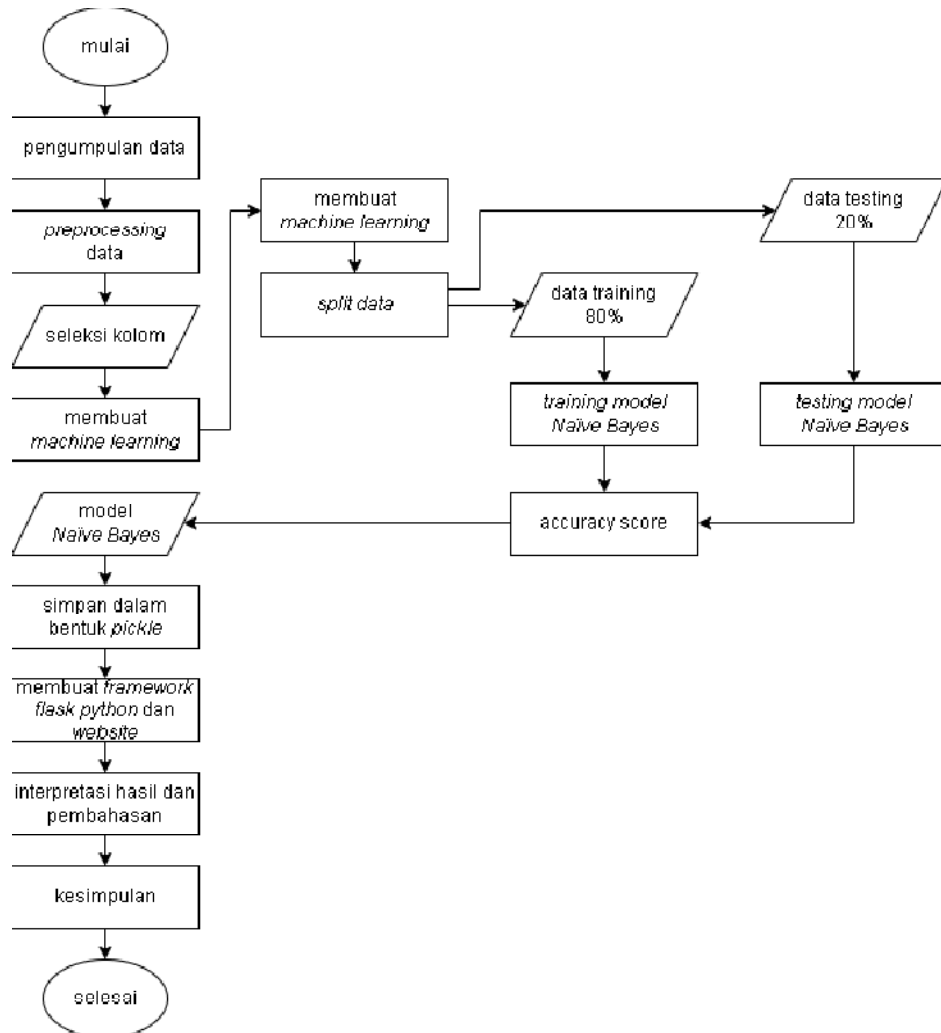 mulai
pengumpulan data
preprocessing
data
seleksi kolom
membuat
machine learning
membuat
machine learning
split data
data training
80%
data testing
20%
training model
Naïve Bayes
testing model
Naïve Bayes
accuracy score
model
Naïve Bayes
simpan dalam
bentuk pickle
membuat framework
flask python dan
website
interpretasi hasil dan
pembahasan
kesimpulan
selesai